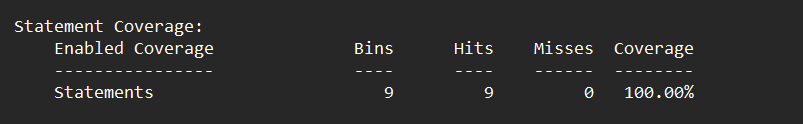 Statement Coverage:
    Enabled Coverage              Bins      Hits    Misses  Coverage
    ----------------              ----      ----    ------  --------
    Statements                       9         9         0   100.00%